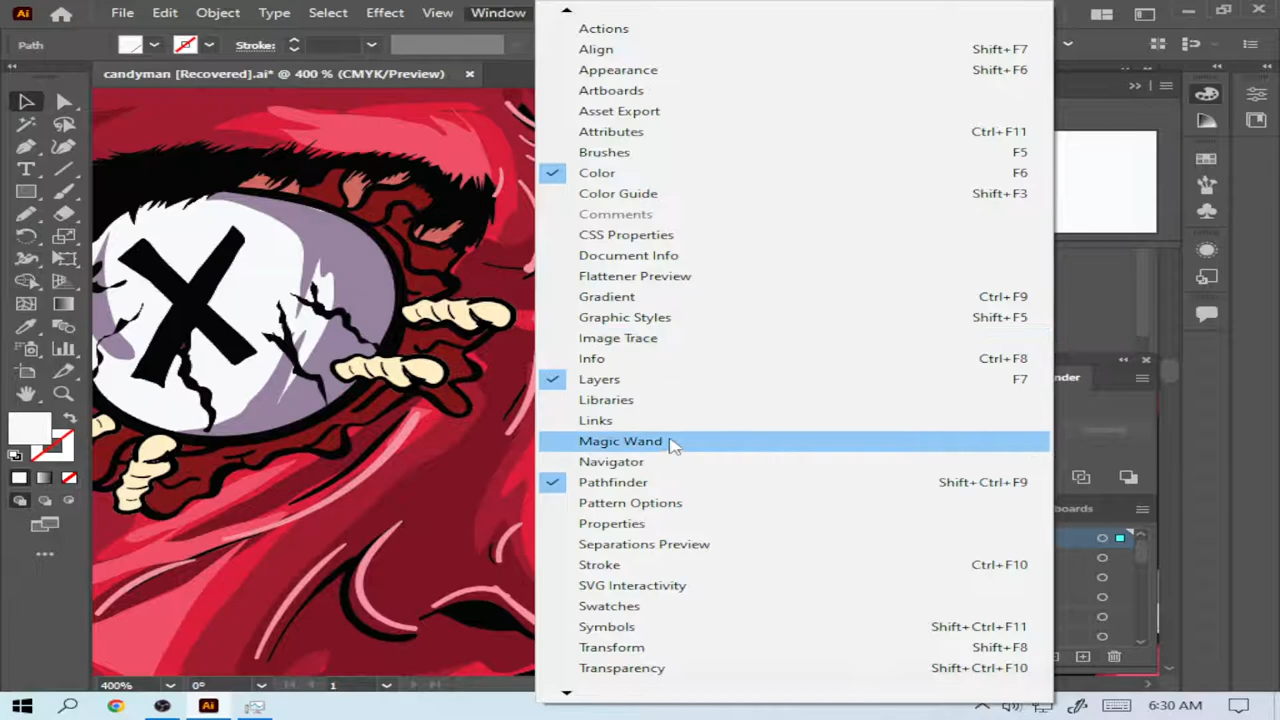 Ai File Edit Object Type Select Effect View Window
Path Stroke:
candyman [Recovered].ai* @ 400 % (CMYK/Preview) ×
Actions
Align Shift+F7
Appearance Shift+F6
Artboards
Asset Export
Attributes Ctrl+F11
Brushes F5
Color F6
Color Guide Shift+F3
Comments
CSS Properties
Document Info
Flattener Preview
Gradient Ctrl+F9
Graphic Styles Shift+F5
Image Trace
Info Ctrl+F8
Layers F7
Libraries
Links
Magic Wand
Navigator
Pathfinder Shift+Ctrl+F9
Pattern Options
Properties
Separations Preview
Stroke Ctrl+F10
SVG Interactivity
Swatches
Symbols Shift+Ctrl+F11
Transform Shift+F8
Transparency Shift+Ctrl+F10
nder
boards
400% 0° 1
Ai 6:30 AM